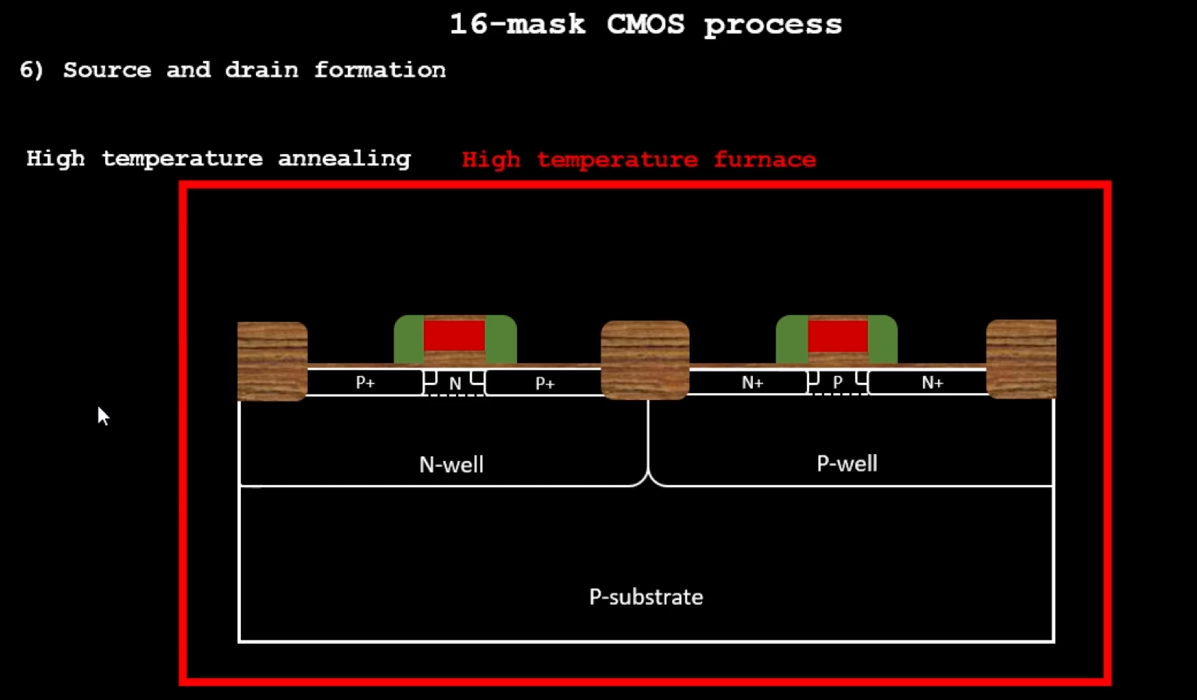 16-mask CMOS process
6) Source and drain formation
High temperature annealing High temperature furnace
P+ N P+ N+ P N+
N-well P-well
P-substrate